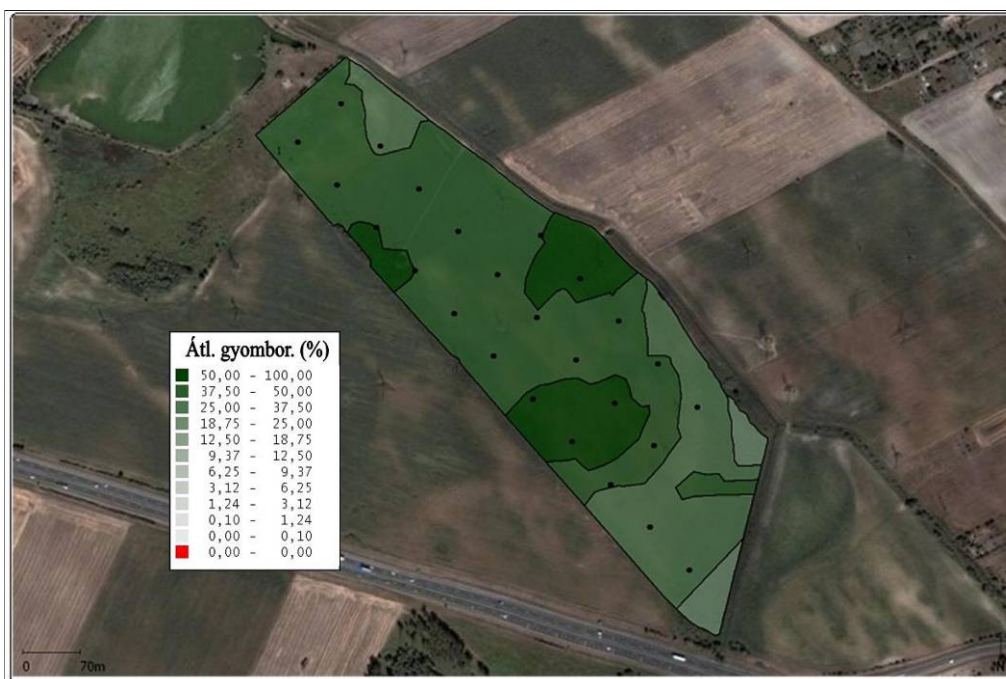 Átl. gyombor. (%)
50,00 - 100,00
37,50 - 50,00
25,00 - 37,50
18,75 - 25,00
12,50 - 18,75
9,37 - 12,50
6,25 - 9,37
3,12 - 6,25
1,24 - 3,12
0,10 - 1,24
0,00 - 0,10
0,00 - 0,00
0 70m